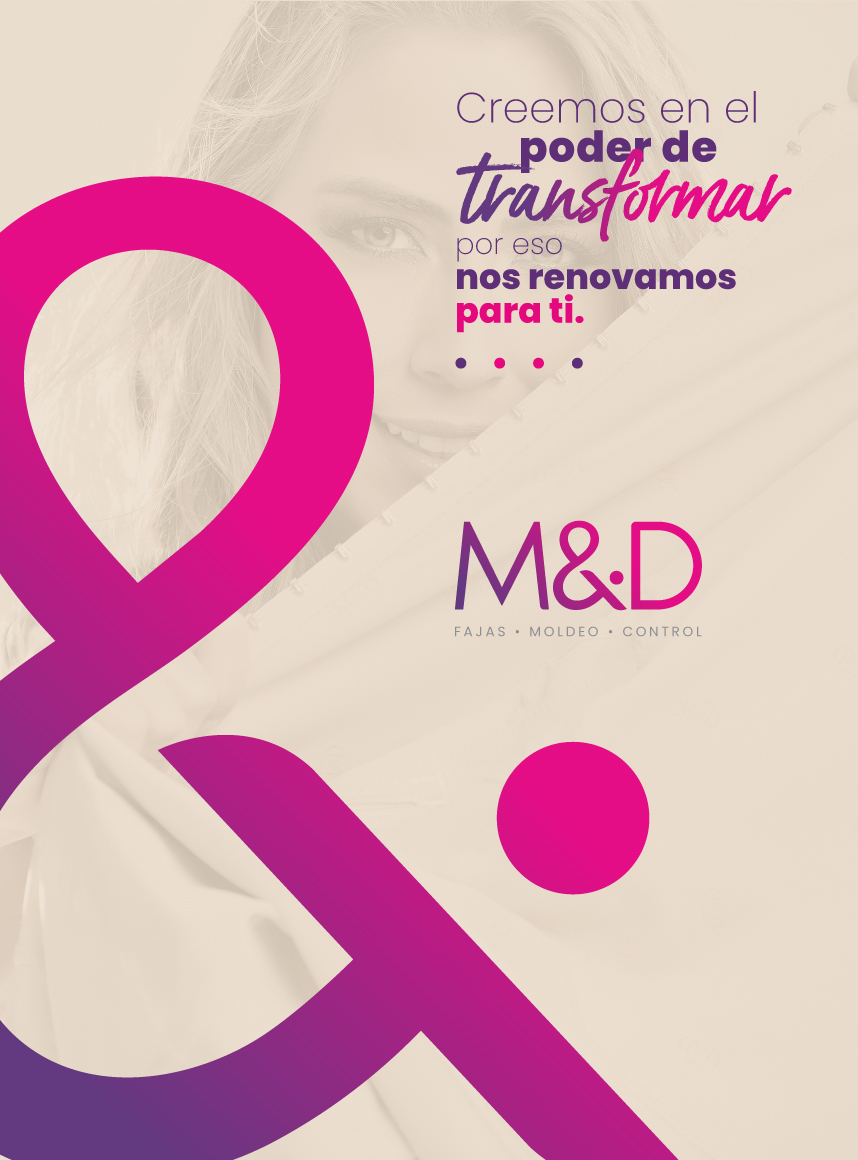 Creemos en el
poder de
transformar
por eso
nos renovamos
para ti.
M&D
FAJAS • MOLDEO • CONTROL
&